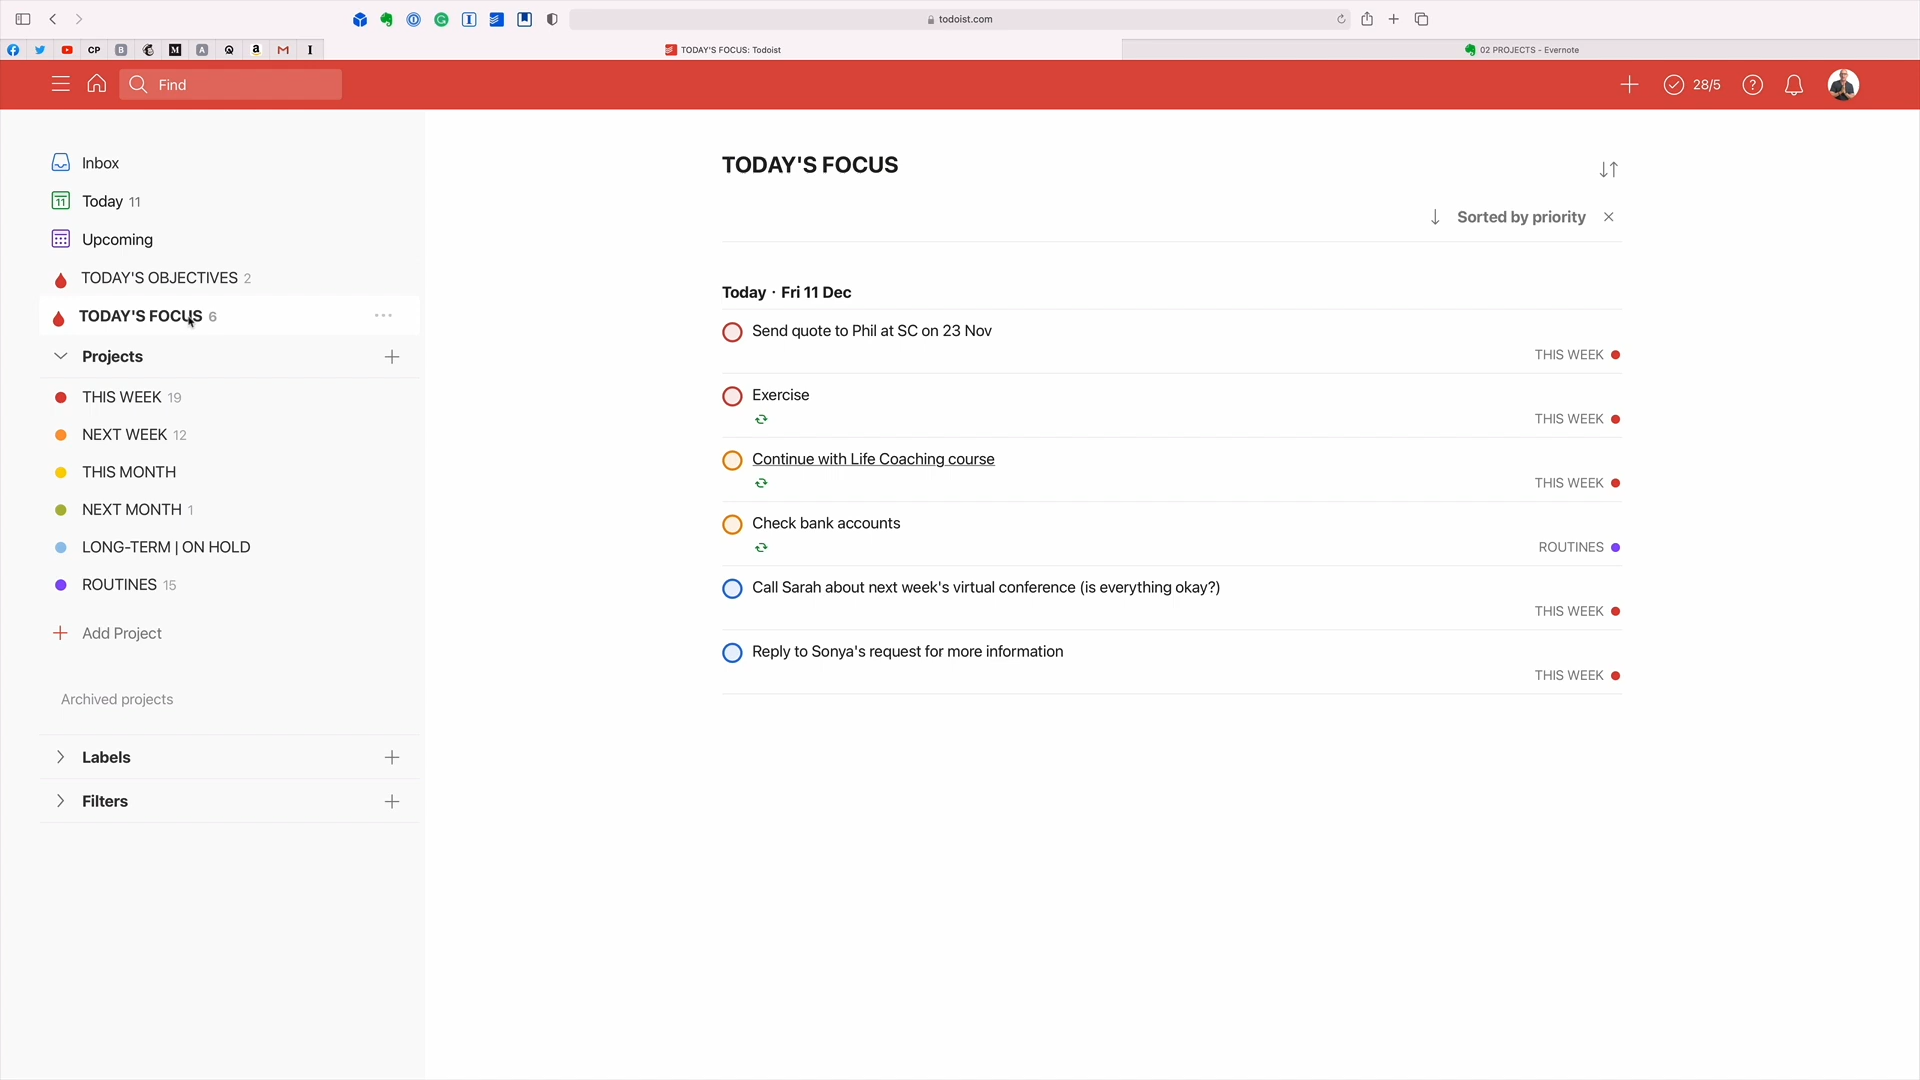 todoist.com
CP
B
M
A
a
TODAY'S FOCUS: Todoist
02 PROJECTS - Evernote
Find
28/5
Inbox
Today 11
Upcoming
TODAY'S OBJECTIVES 2
TODAY'S FOCUS 6
Projects
THIS WEEK 19
NEXT WEEK 12
THIS MONTH
NEXT MONTH 1
LONG-TERM | ON HOLD
ROUTINES 15
Add Project
Archived projects
Labels
Filters
TODAY'S FOCUS
Sorted by priority
Today · Fri 11 Dec
Send quote to Phil at SC on 23 Nov
THIS WEEK
Exercise
THIS WEEK
Continue with Life Coaching course
THIS WEEK
Check bank accounts
ROUTINES
Call Sarah about next week's virtual conference (is everything okay?)
THIS WEEK
Reply to Sonya's request for more information
THIS WEEK